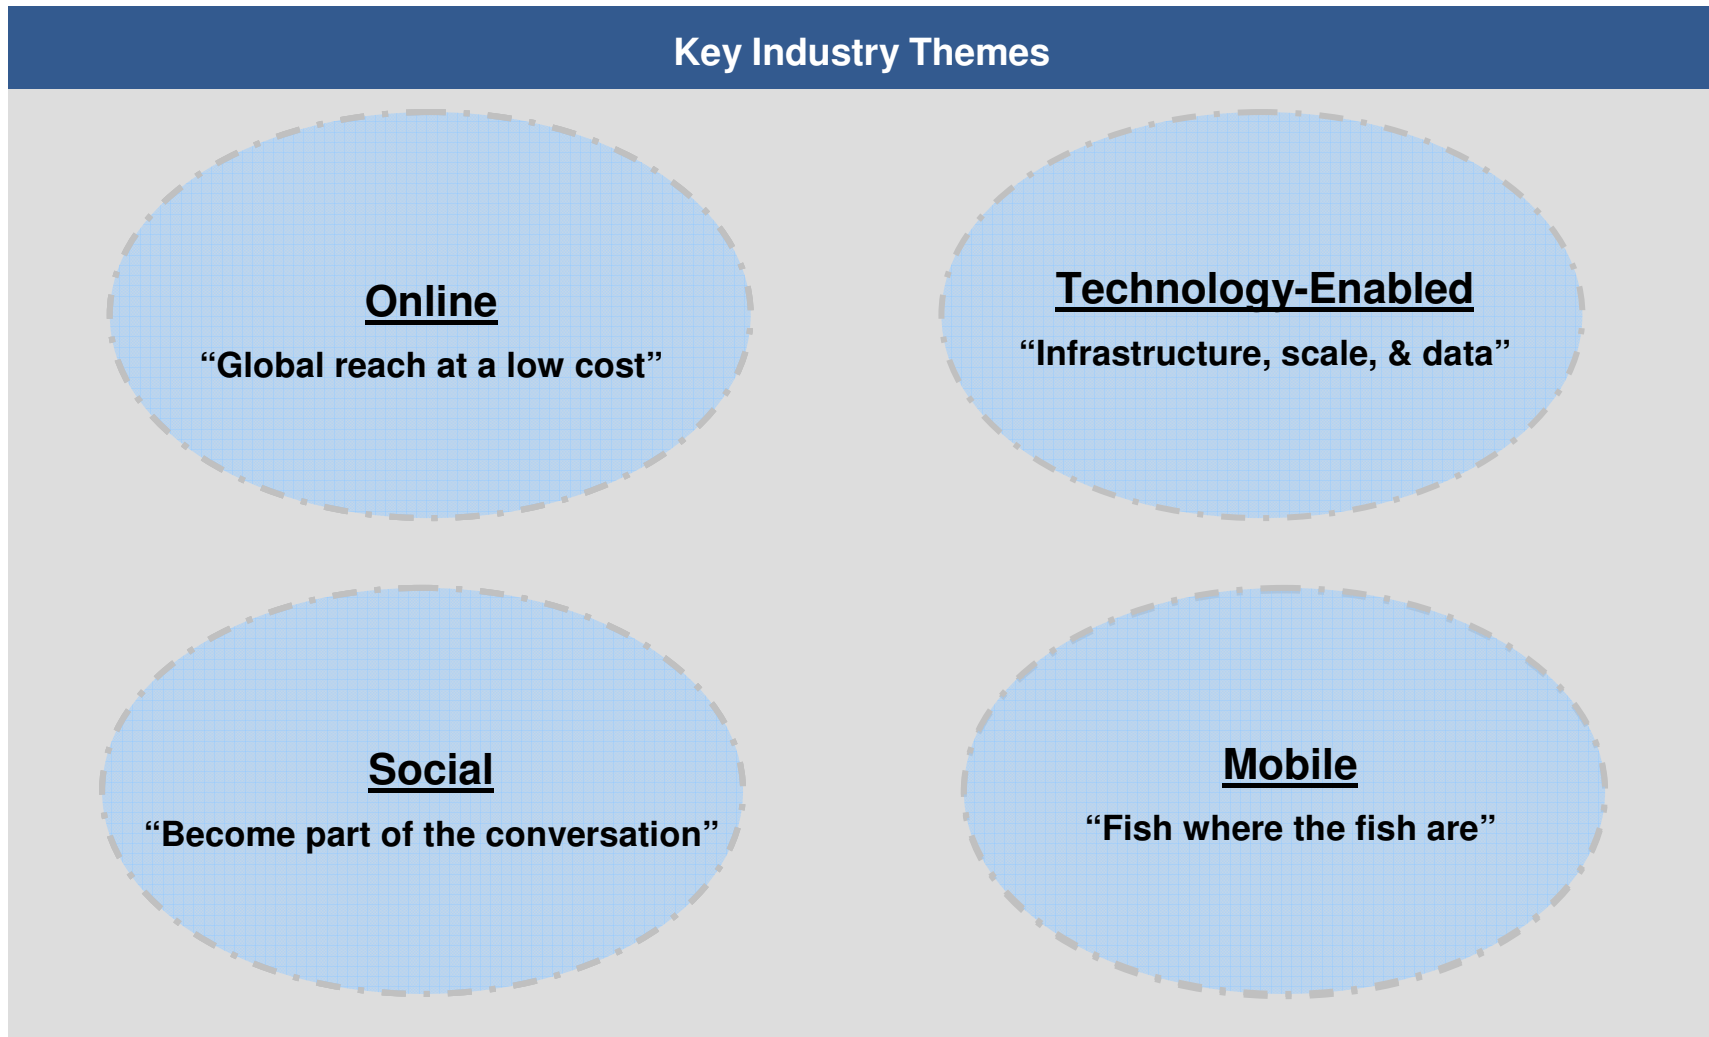 Key Industry Themes
Online
“Global reach at a low cost”
Technology-Enabled
“Infrastructure, scale, & data”
Social
“Become part of the conversation”
Mobile
“Fish where the fish are”